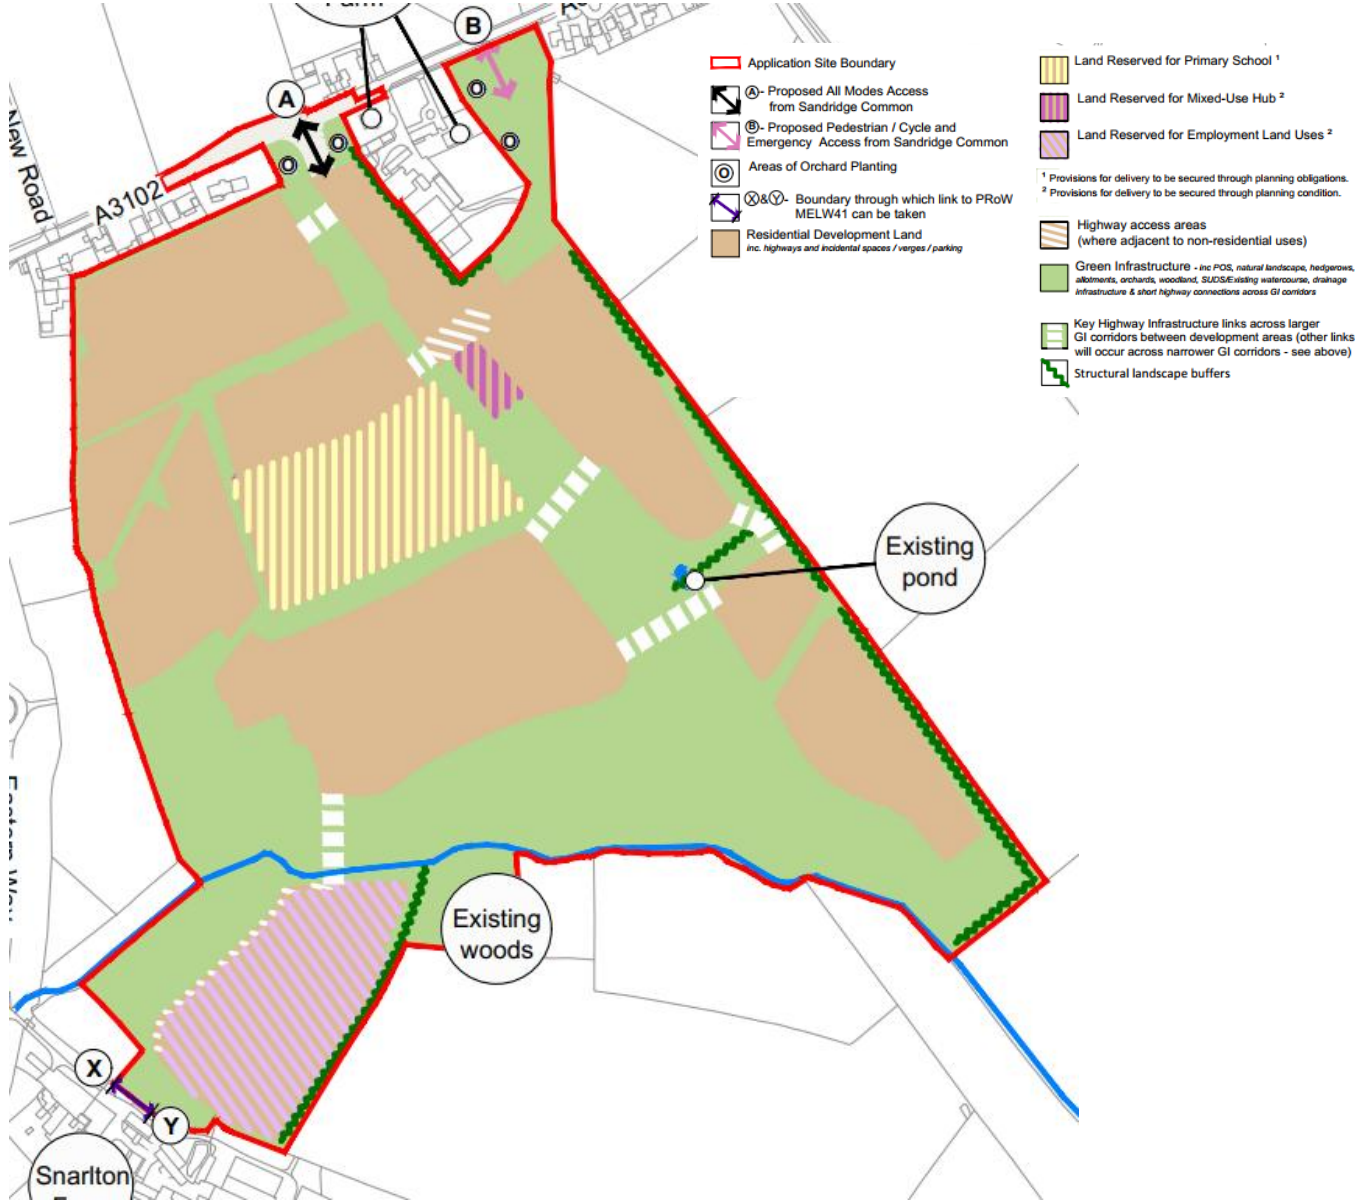 Farm
B
A
A3102
New Road
Existing
pond
Existing
woods
X
Y
Snarlton
Application Site Boundary
A - Proposed All Modes Access
from Sandridge Common
B - Proposed Pedestrian / Cycle and
Emergency Access from Sandridge Common
O Areas of Orchard Planting
X&Y - Boundary through which link to PRoW
MELW41 can be taken
Residential Development Land
inc. highways and incidental spaces / verges / parking
Land Reserved for Primary School ¹
Land Reserved for Mixed-Use Hub ²
Land Reserved for Employment Land Uses ²
¹ Provisions for delivery to be secured through planning obligations.
² Provisions for delivery to be secured through planning condition.
Highway access areas
(where adjacent to non-residential uses)
Green Infrastructure - inc POS, natural landscape, hedgerows,
allotments, orchards, woodland, SUDS/Existing watercourse, drainage
infrastructure & short highway connections across GI corridors
Key Highway Infrastructure links across larger
GI corridors between development areas (other links
will occur across narrower GI corridors - see above)
Structural landscape buffers
O
O
O
O